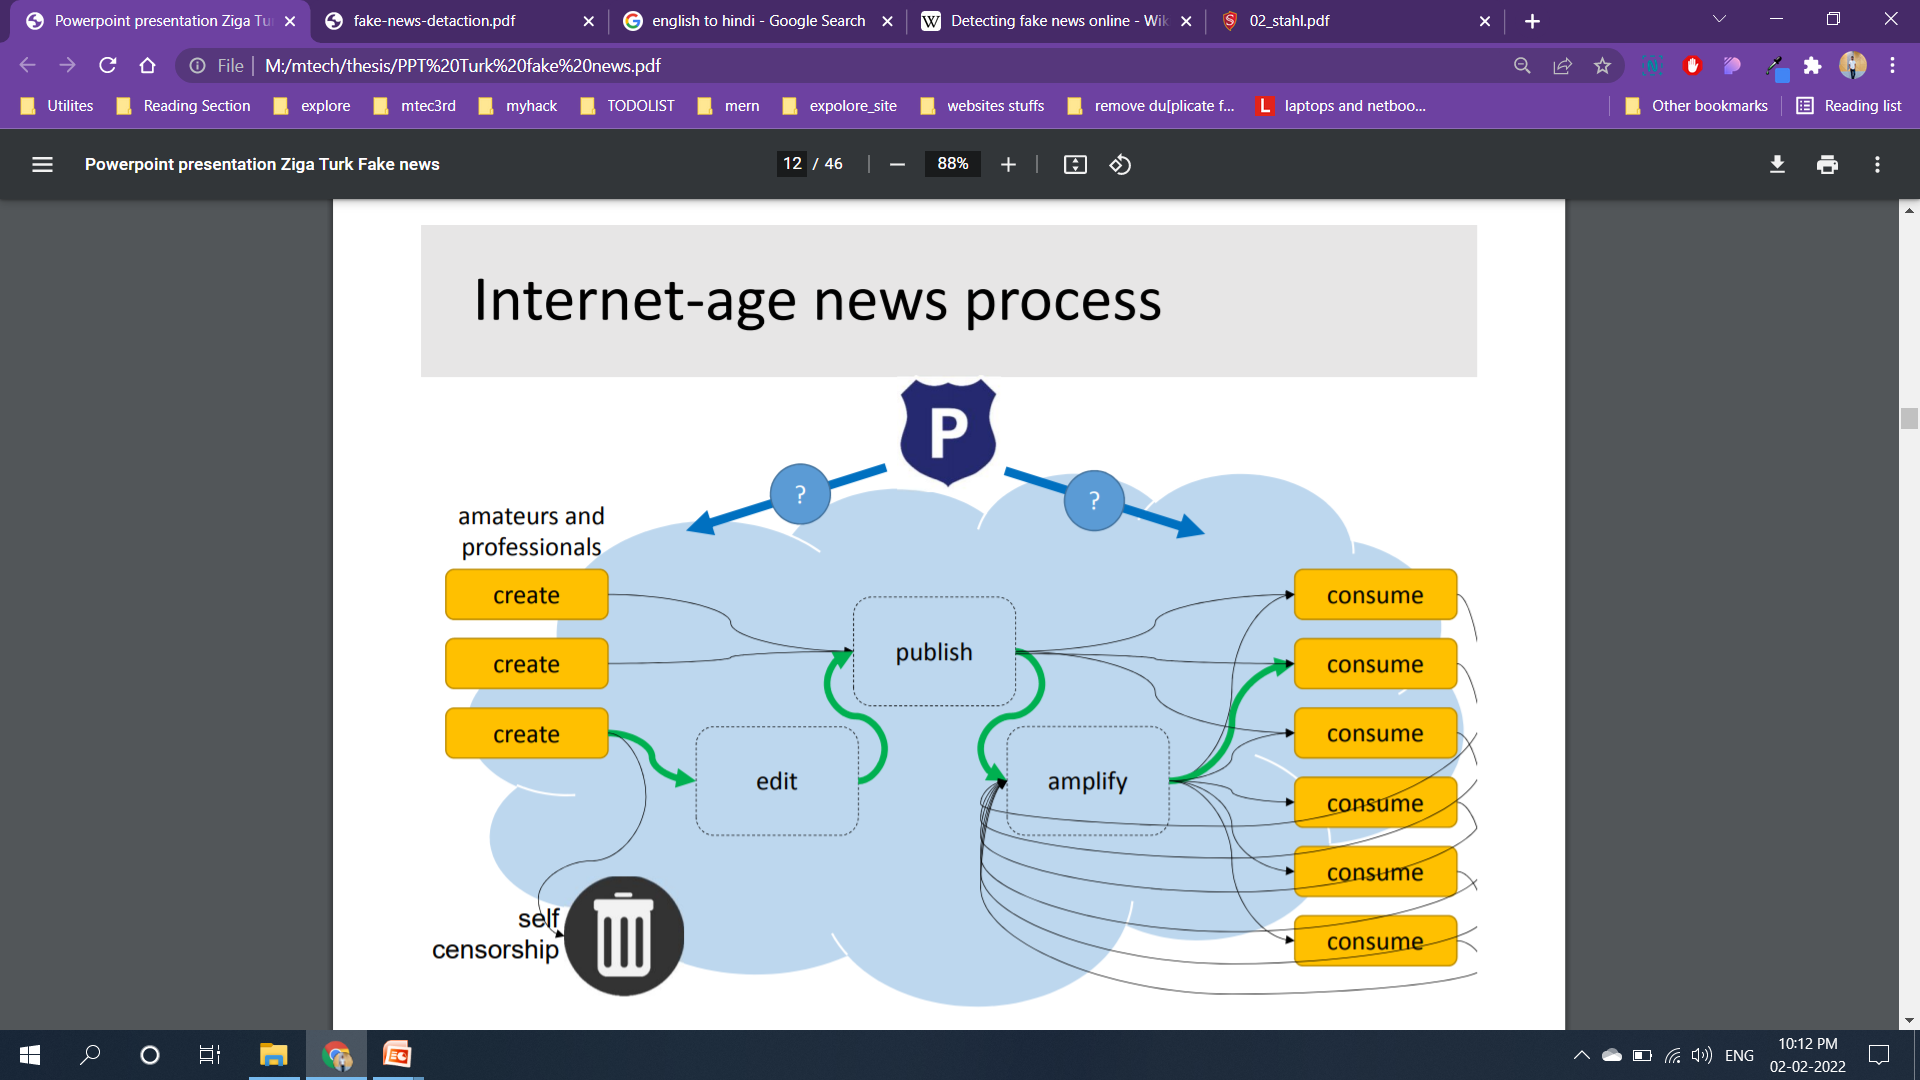 Powerpoint presentation Ziga Tu
fake-news-detaction.pdf
english to hindi - Google Search
Detecting fake news online - Wik
02_stahl.pdf
File
M:/mtech/thesis/PPT%20Turk%20fake%20news.pdf
Utilites
Reading Section
explore
mtec3rd
myhack
TODOLIST
mern
expolore_site
websites stuffs
remove du[plicate f...
L
laptops and netboo...
Other bookmarks
Reading list
Powerpoint presentation Ziga Turk Fake news
12 / 46
88%
Internet-age news process
P
?
?
amateurs and
professionals
create
create
create
publish
edit
amplify
consume
consume
consume
consume
consume
consume
self
censorship
ENG
10:12 PM
02-02-2022